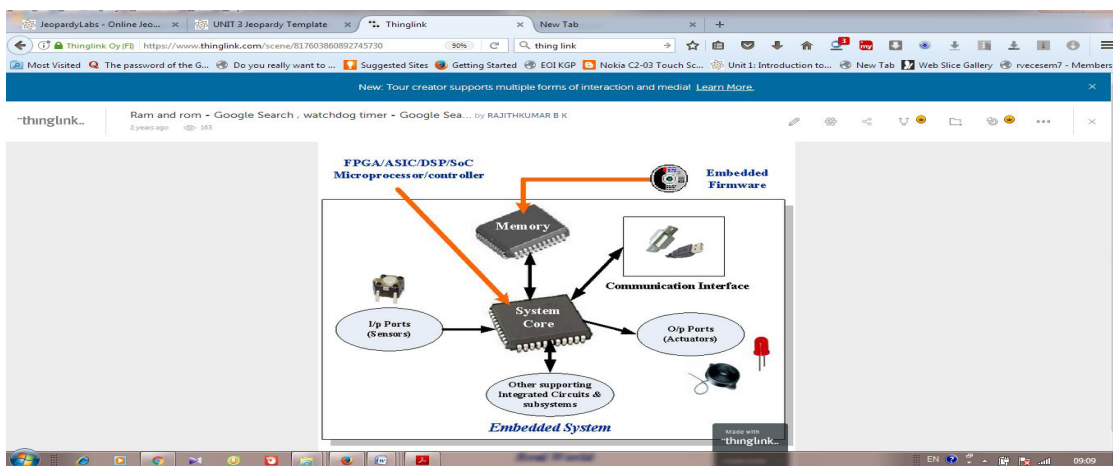 JeopardyLabs - Online Jeo... × UNIT 3 Jeopardy Template × Thinglink × New Tab × +
Thinglink Oy (FI) https://www.thinglink.com/scene/817603860892745730 90% thing link 3 my
Most Visited The password of the G... Do you really want to ... Suggested Sites Getting Started EOI KGP Nokia C2-03 Touch Sc... Unit 1: Introduction to... New Tab Web Slice Gallery rvecesem7 - Members
New: Tour creator supports multiple forms of interaction and media! Learn More. ×
thinglink.. Ram and rom - Google Search , watchdog timer - Google Sea... by RAJITHKUMAR B K
2 years ago 163
FPGA/ASIC/DSP/SoC
Microprocessor/controller
Embedded
Firmware
Memory
Communication Interface
System
Core
I/p Ports
(Sensors)
O/p Ports
(Actuators)
Other supporting
Integrated Circuits &
subsystems
Embedded System
Made with
thinglink..
Real World
EN 09:09